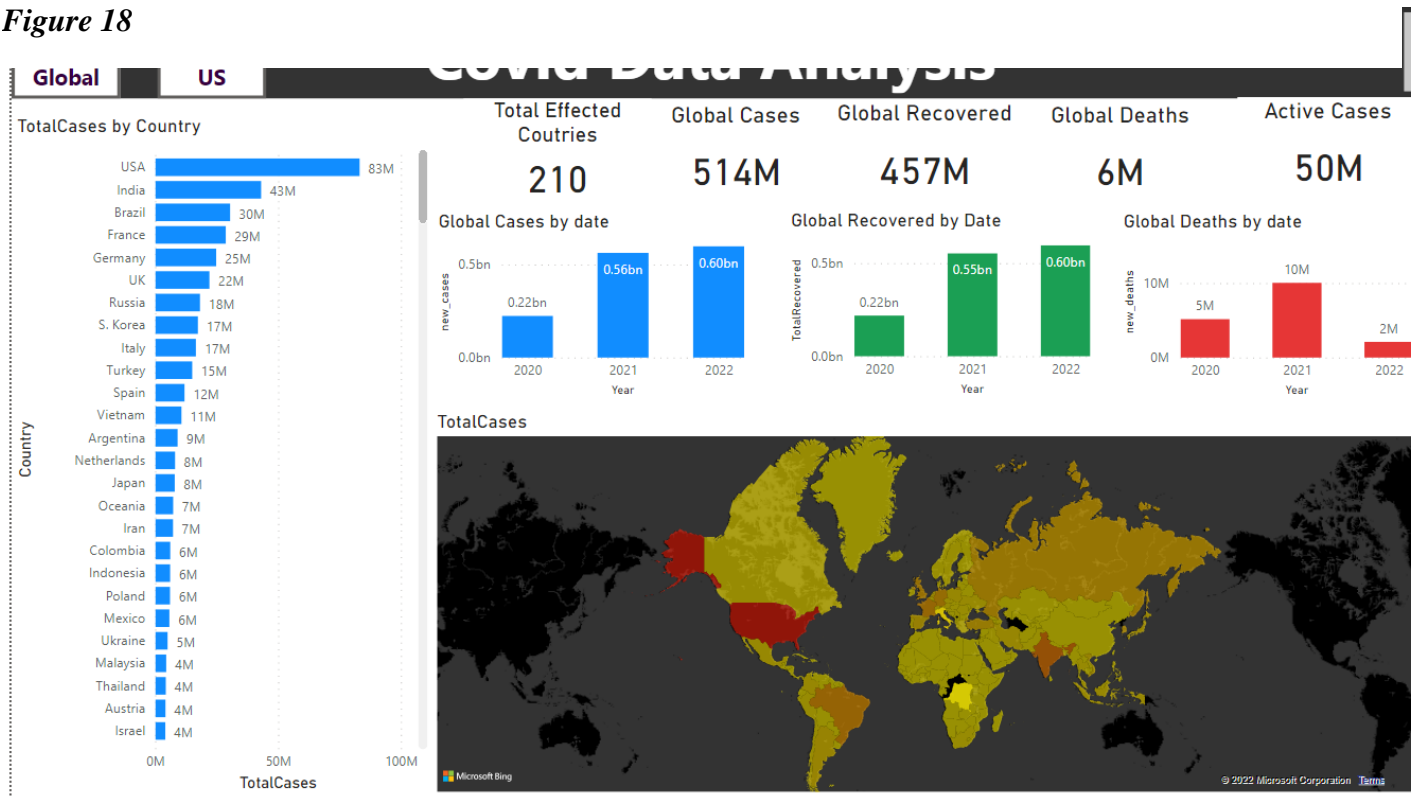 Figure 18
Global
US
Covid Data Analysis
TotalCases by Country
Total Effected
Coutries
210
Global Cases
514M
Global Recovered
457M
Global Deaths
6M
Active Cases
50M
Country
USA 83M
India 43M
Brazil 30M
France 29M
Germany 25M
UK 22M
Russia 18M
S. Korea 17M
Italy 17M
Turkey 15M
Spain 12M
Vietnam 11M
Argentina 9M
Netherlands 8M
Japan 8M
Oceania 7M
Iran 7M
Colombia 6M
Indonesia 6M
Poland 6M
Mexico 6M
Ukraine 5M
Malaysia 4M
Thailand 4M
Austria 4M
Israel 4M
0M 50M 100M
TotalCases
Global Cases by date
new_cases
0.5bn
0.0bn
0.22bn
0.56bn
0.60bn
2020 2021 2022
Year
Global Recovered by Date
TotalRecovered
0.5bn
0.0bn
0.22bn
0.55bn
0.60bn
2020 2021 2022
Year
Global Deaths by date
new_deaths
10M
0M
5M
10M
2M
2020 2021 2022
Year
TotalCases
Microsoft Bing
© 2022 Microsoft Corporation Terms